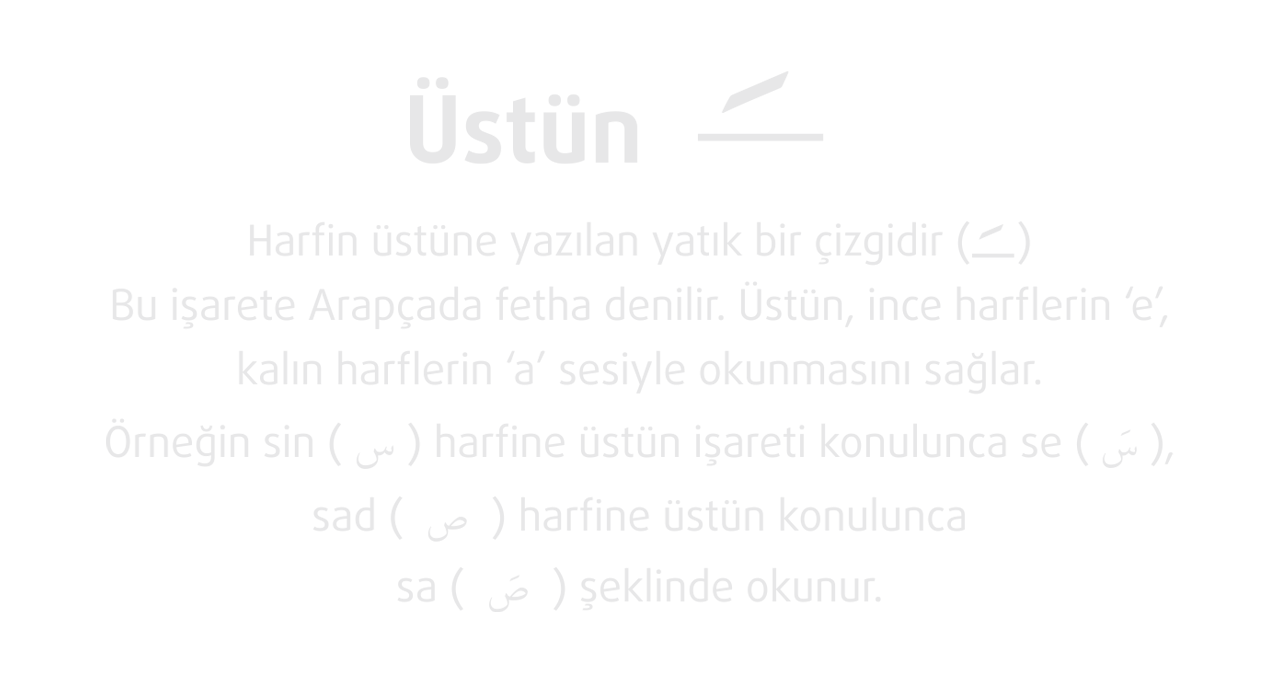 Üstün ـَ
Harfin üstüne yazılan yatık bir çizgidir (ـَ)
Bu işarete Arapçada fetha denilir. Üstün, ince harflerin ‘e’,
kalın harflerin ‘a’ sesiyle okunmasını sağlar.
Örneğin sin ( س ) harfine üstün işareti konulunca se ( سَ ),
sad ( ص ) harfine üstün konulunca
sa ( صَ ) şeklinde okunur.